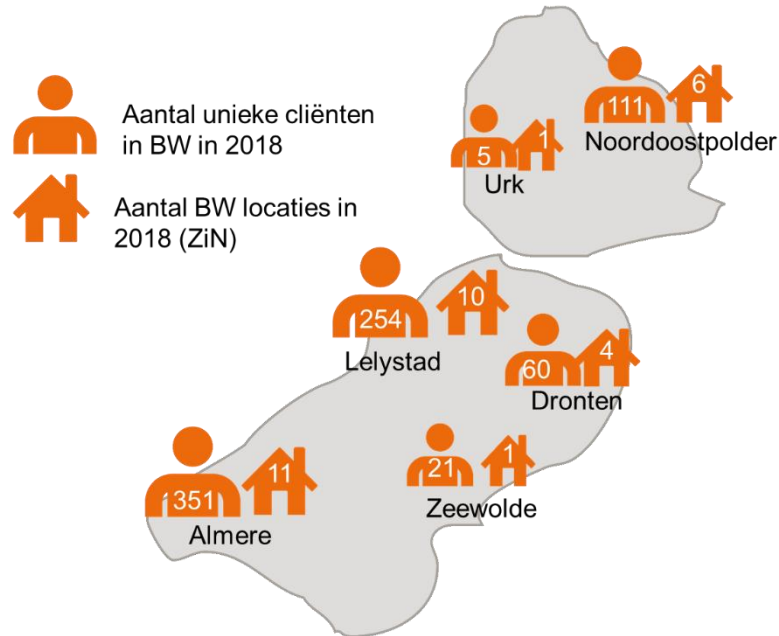 Aantal unieke cliënten
in BW in 2018
Aantal BW locaties in
2018 (ZiN)
111
6
Noordoostpolder
5
1
Urk
254
10
Lelystad
60
4
Dronten
351
11
Almere
21
1
Zeewolde